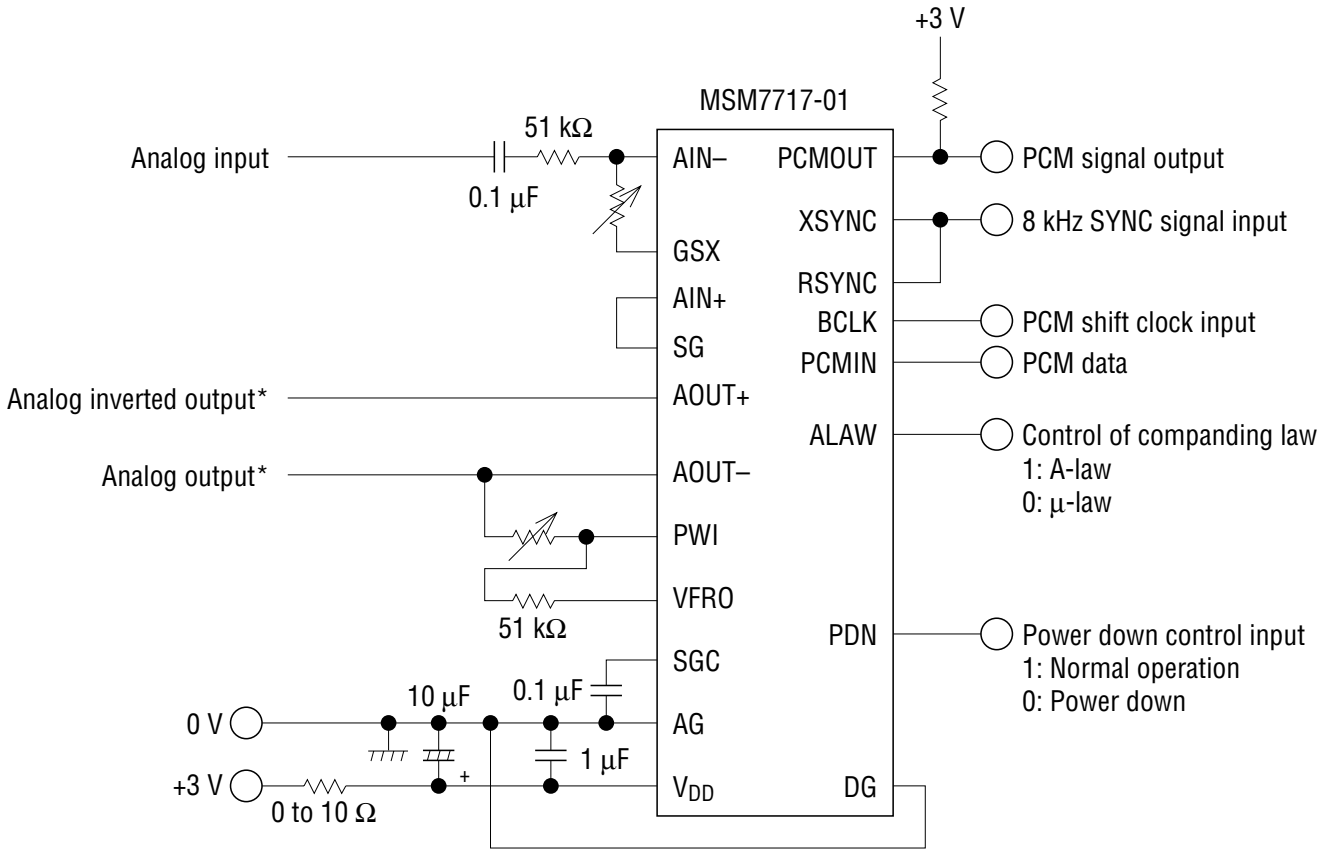 +3 V
MSM7717-01
51 kΩ
Analog input
0.1 μF
AIN–
PCMOUT
PCM signal output
XSYNC
8 kHz SYNC signal input
GSX
RSYNC
AIN+
BCLK
PCM shift clock input
SG
PCMIN
PCM data
Analog inverted output*
AOUT+
ALAW
Control of companding law
1: A-law
0: μ-law
Analog output*
AOUT–
PWI
VFRO
51 kΩ
PDN
Power down control input
1: Normal operation
0: Power down
SGC
0.1 μF
10 μF
0 V
AG
1 μF
+
+3 V
0 to 10 Ω
VDD
DG